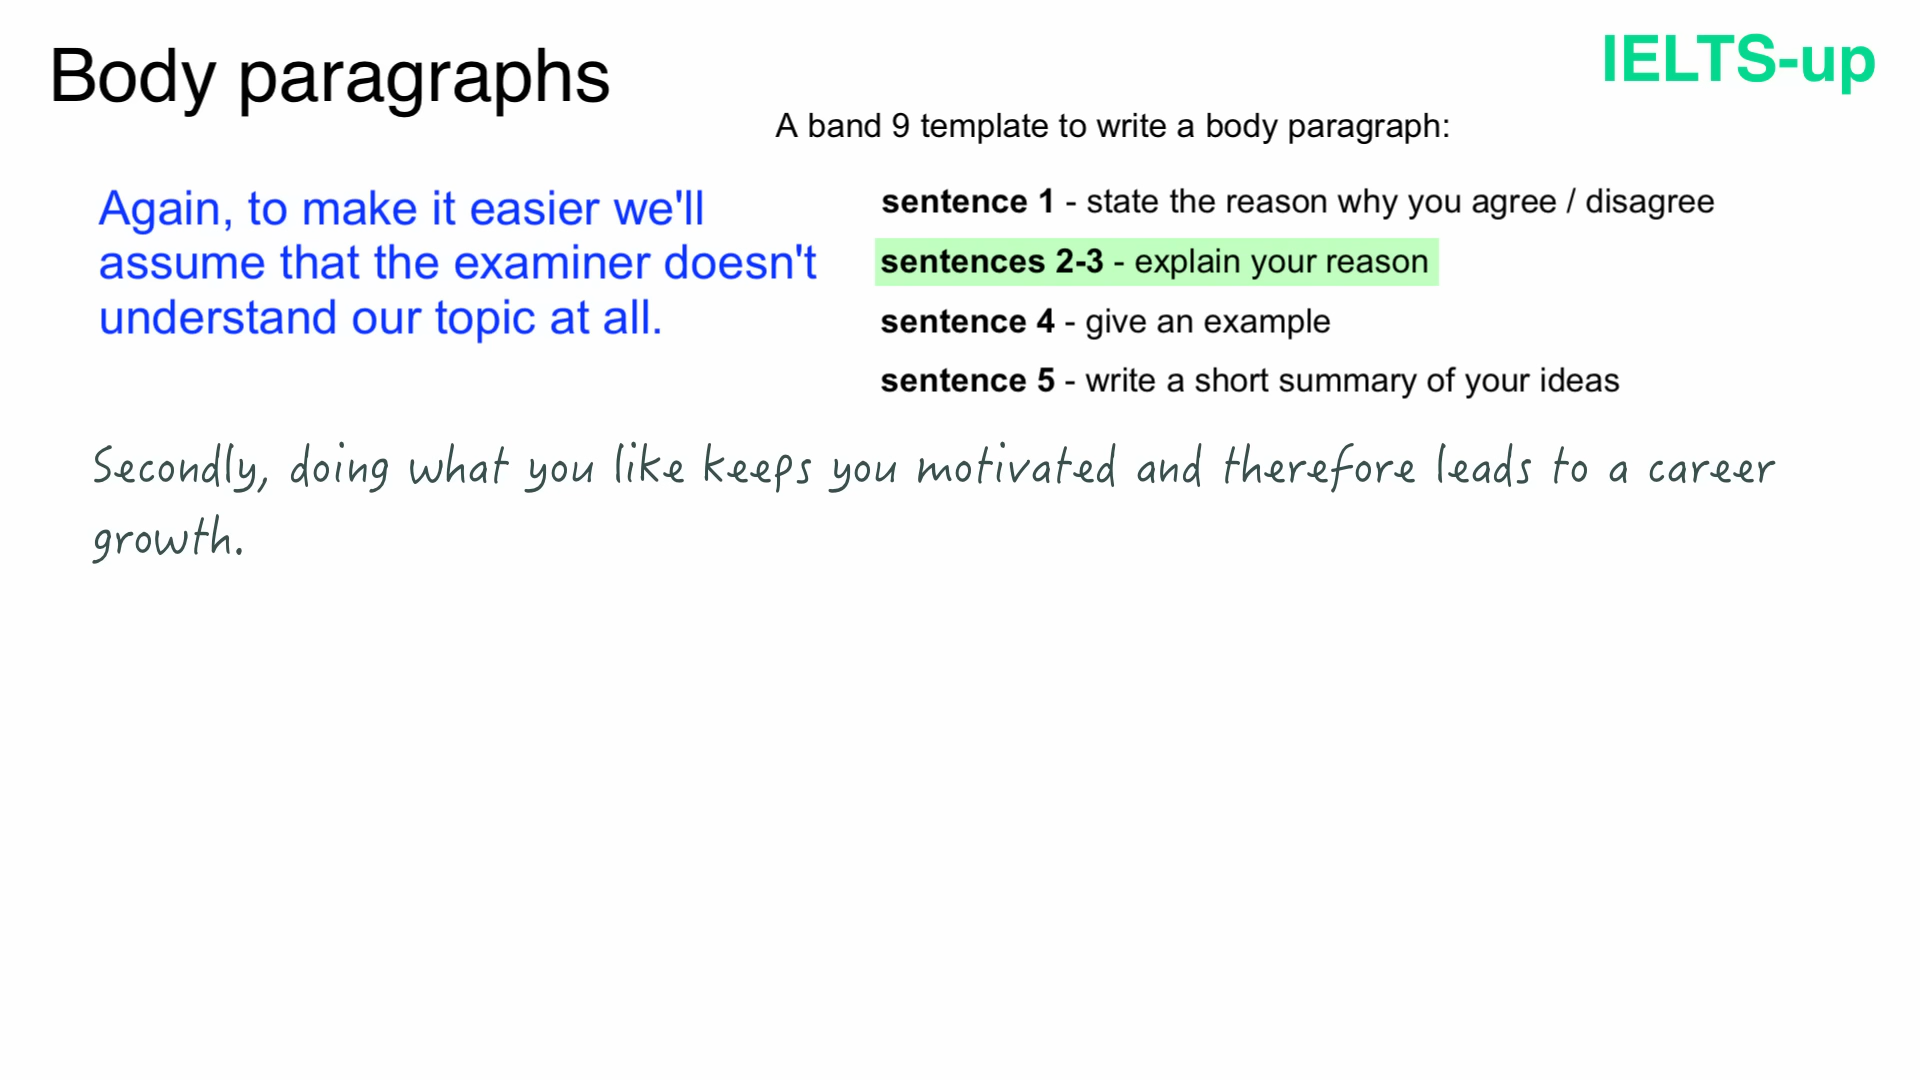 Body paragraphs
IELTS-up
A band 9 template to write a body paragraph:
Again, to make it easier we'll
assume that the examiner doesn't
understand our topic at all.
sentence 1 - state the reason why you agree / disagree
sentences 2-3 - explain your reason
sentence 4 - give an example
sentence 5 - write a short summary of your ideas
Secondly, doing what you like keeps you motivated and therefore leads to a career
growth.